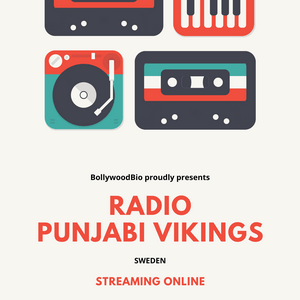 BollywoodBio proudly presents
RADIO
PUNJABI VIKINGS
SWEDEN
STREAMING ONLINE